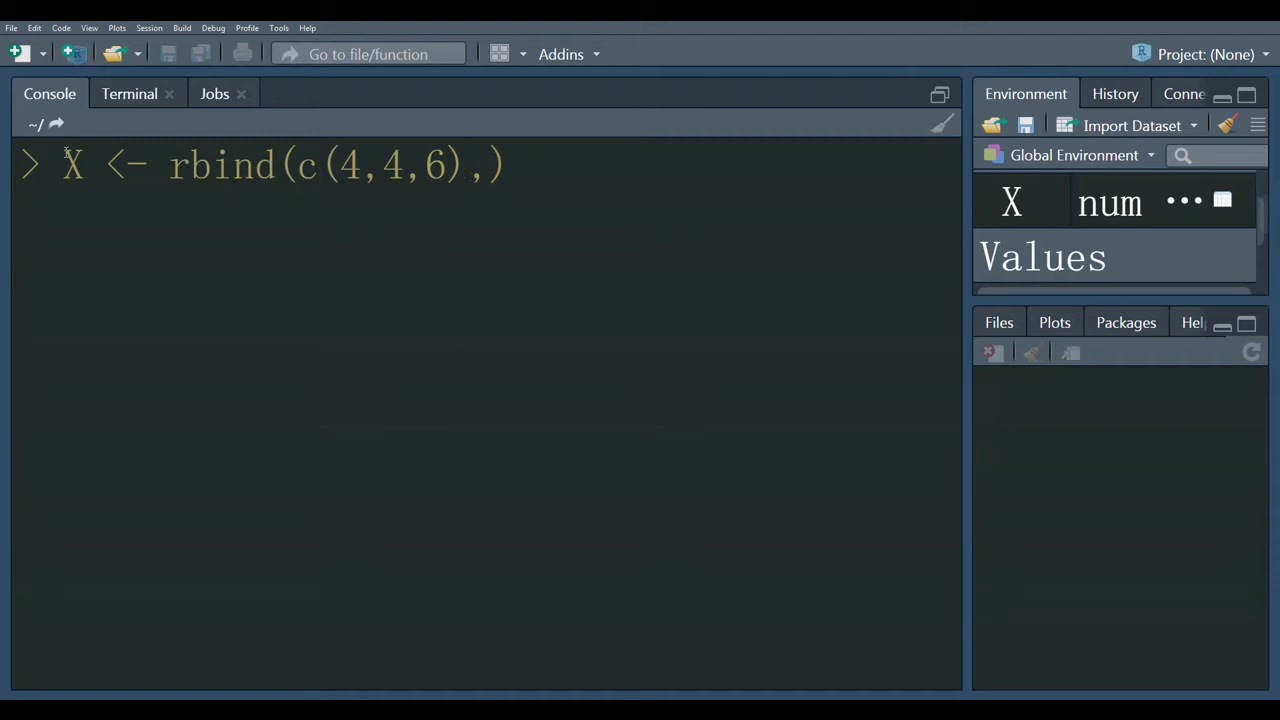 File Edit Code View Plots Session Build Debug Profile Tools Help
Go to file/function Addins Project: (None)
Console Terminal Jobs
~/
> X <- rbind(c(4,4,6),)
Environment History Conne
Import Dataset
Global Environment
X num ...
Values
Files Plots Packages Hel